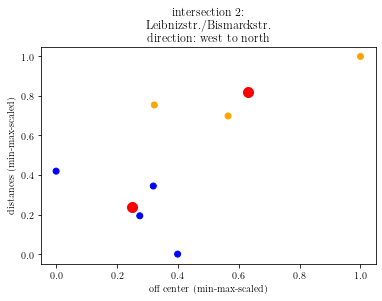 intersection 2:
Leibnizstr./Bismarckstr.
direction: west to north
distances (min-max-scaled)
1.0
0.8
0.6
0.4
0.2
0.0
0.0 0.2 0.4 0.6 0.8 1.0
off center (min-max-scaled)